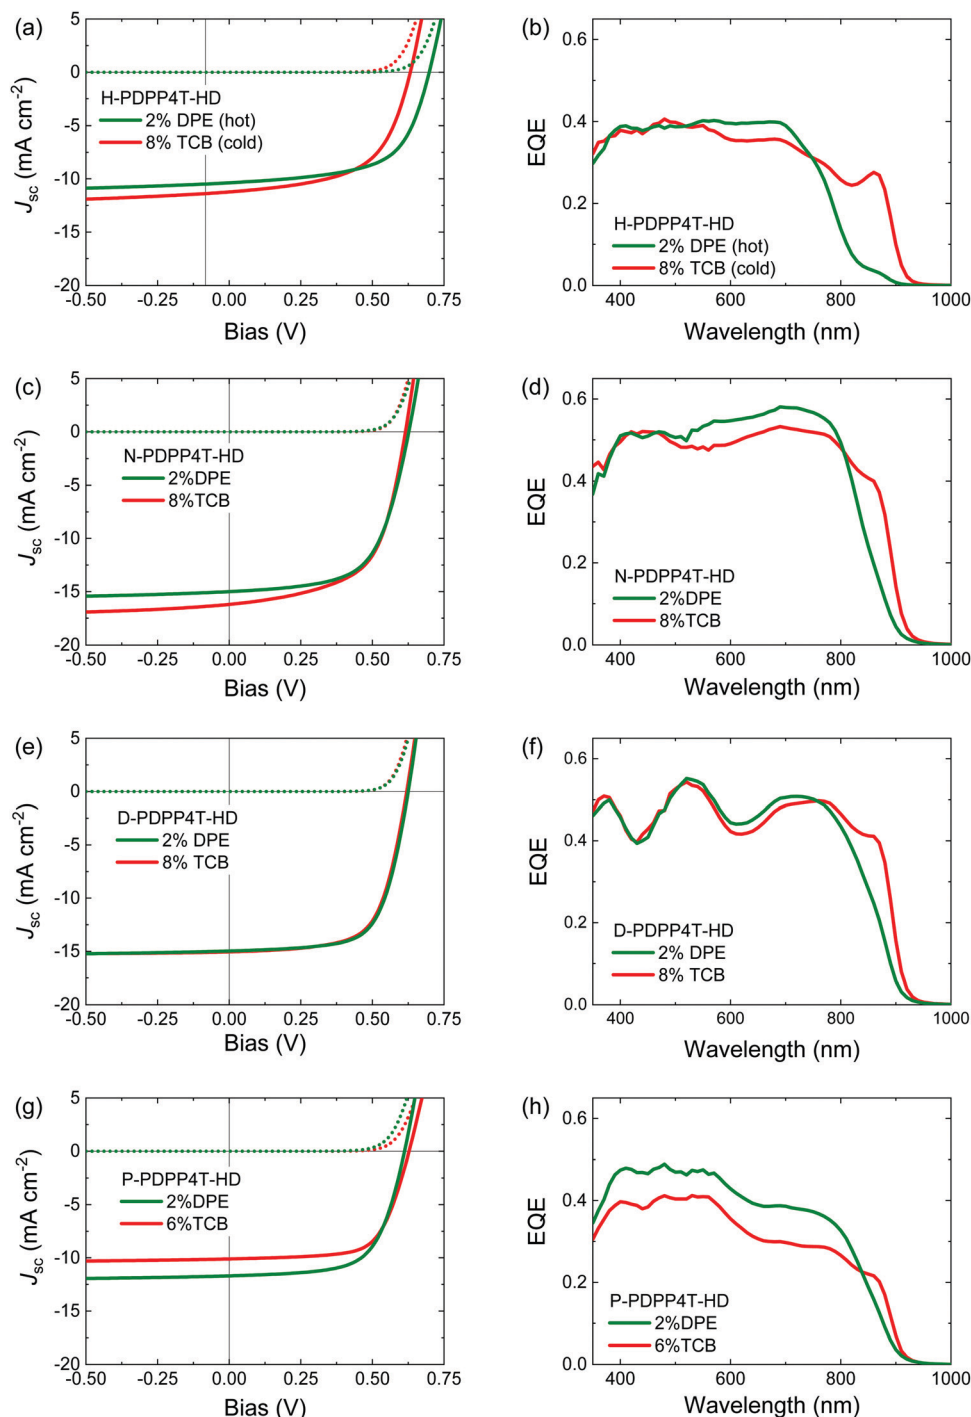 (a)
5
0
-5
-10
-15
-20
J_sc (mA cm⁻²)
H-PDPP4T-HD
2% DPE (hot)
8% TCB (cold)
-0.50 -0.25 0.00 0.25 0.50 0.75
Bias (V)
(b)
0.6
0.4
0.2
0.0
EQE
H-PDPP4T-HD
2% DPE (hot)
8% TCB (cold)
400 600 800 1000
Wavelength (nm)
(c)
5
0
-5
-10
-15
-20
J_sc (mA cm⁻²)
N-PDPP4T-HD
2%DPE
8%TCB
-0.50 -0.25 0.00 0.25 0.50 0.75
Bias (V)
(d)
0.6
0.4
0.2
0.0
EQE
N-PDPP4T-HD
2%DPE
8%TCB
400 600 800 1000
Wavelength (nm)
(e)
5
0
-5
-10
-15
-20
J_sc (mA cm⁻²)
D-PDPP4T-HD
2% DPE
8% TCB
-0.50 -0.25 0.00 0.25 0.50 0.75
Bias (V)
(f)
0.6
0.4
0.2
0.0
EQE
D-PDPP4T-HD
2% DPE
8% TCB
400 600 800 1000
Wavelength (nm)
(g)
5
0
-5
-10
-15
-20
J_sc (mA cm⁻²)
P-PDPP4T-HD
2%DPE
6%TCB
-0.50 -0.25 0.00 0.25 0.50 0.75
Bias (V)
(h)
0.6
0.4
0.2
0.0
EQE
P-PDPP4T-HD
2%DPE
6%TCB
400 600 800 1000
Wavelength (nm)